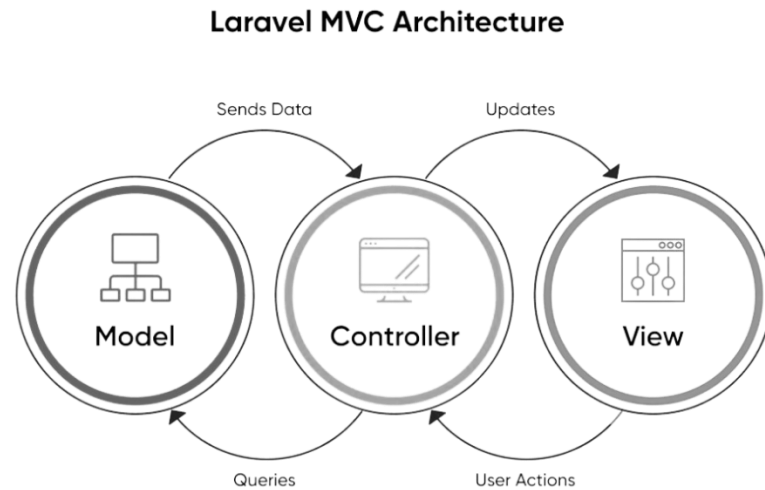 Laravel MVC Architecture
Sends Data
Updates
Model
Controller
View
Queries
User Actions